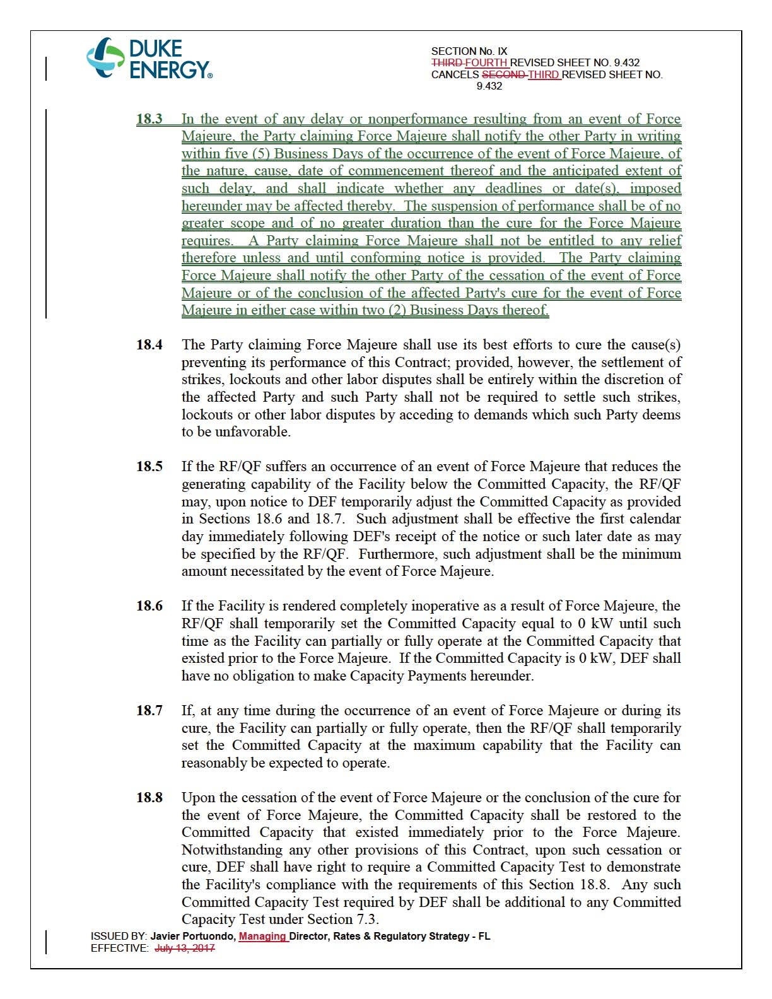 DUKE
ENERGY®
SECTION No. IX
THIRD FOURTH REVISED SHEET NO. 9.432
CANCELS SECOND THIRD REVISED SHEET NO.
9.432
18.3 In the event of any delay or nonperformance resulting from an event of Force
Majeure, the Party claiming Force Majeure shall notify the other Party in writing
within five (5) Business Days of the occurrence of the event of Force Majeure, of
the nature, cause, date of commencement thereof and the anticipated extent of
such delay, and shall indicate whether any deadlines or date(s), imposed
hereunder may be affected thereby. The suspension of performance shall be of no
greater scope and of no greater duration than the cure for the Force Majeure
requires. A Party claiming Force Majeure shall not be entitled to any relief
therefore unless and until conforming notice is provided. The Party claiming
Force Majeure shall notify the other Party of the cessation of the event of Force
Majeure or of the conclusion of the affected Party's cure for the event of Force
Majeure in either case within two (2) Business Days thereof.
18.4 The Party claiming Force Majeure shall use its best efforts to cure the cause(s)
preventing its performance of this Contract; provided, however, the settlement of
strikes, lockouts and other labor disputes shall be entirely within the discretion of
the affected Party and such Party shall not be required to settle such strikes,
lockouts or other labor disputes by acceding to demands which such Party deems
to be unfavorable.
18.5 If the RF/QF suffers an occurrence of an event of Force Majeure that reduces the
generating capability of the Facility below the Committed Capacity, the RF/QF
may, upon notice to DEF temporarily adjust the Committed Capacity as provided
in Sections 18.6 and 18.7. Such adjustment shall be effective the first calendar
day immediately following DEF's receipt of the notice or such later date as may
be specified by the RF/QF. Furthermore, such adjustment shall be the minimum
amount necessitated by the event of Force Majeure.
18.6 If the Facility is rendered completely inoperative as a result of Force Majeure, the
RF/QF shall temporarily set the Committed Capacity equal to 0 kW until such
time as the Facility can partially or fully operate at the Committed Capacity that
existed prior to the Force Majeure. If the Committed Capacity is 0 kW, DEF shall
have no obligation to make Capacity Payments hereunder.
18.7 If, at any time during the occurrence of an event of Force Majeure or during its
cure, the Facility can partially or fully operate, then the RF/QF shall temporarily
set the Committed Capacity at the maximum capability that the Facility can
reasonably be expected to operate.
18.8 Upon the cessation of the event of Force Majeure or the conclusion of the cure for
the event of Force Majeure, the Committed Capacity shall be restored to the
Committed Capacity that existed immediately prior to the Force Majeure.
Notwithstanding any other provisions of this Contract, upon such cessation or
cure, DEF shall have right to require a Committed Capacity Test to demonstrate
the Facility's compliance with the requirements of this Section 18.8. Any such
Committed Capacity Test required by DEF shall be additional to any Committed
Capacity Test under Section 7.3.
ISSUED BY: Javier Portuondo, Managing Director, Rates & Regulatory Strategy - FL
EFFECTIVE: July 13, 2017